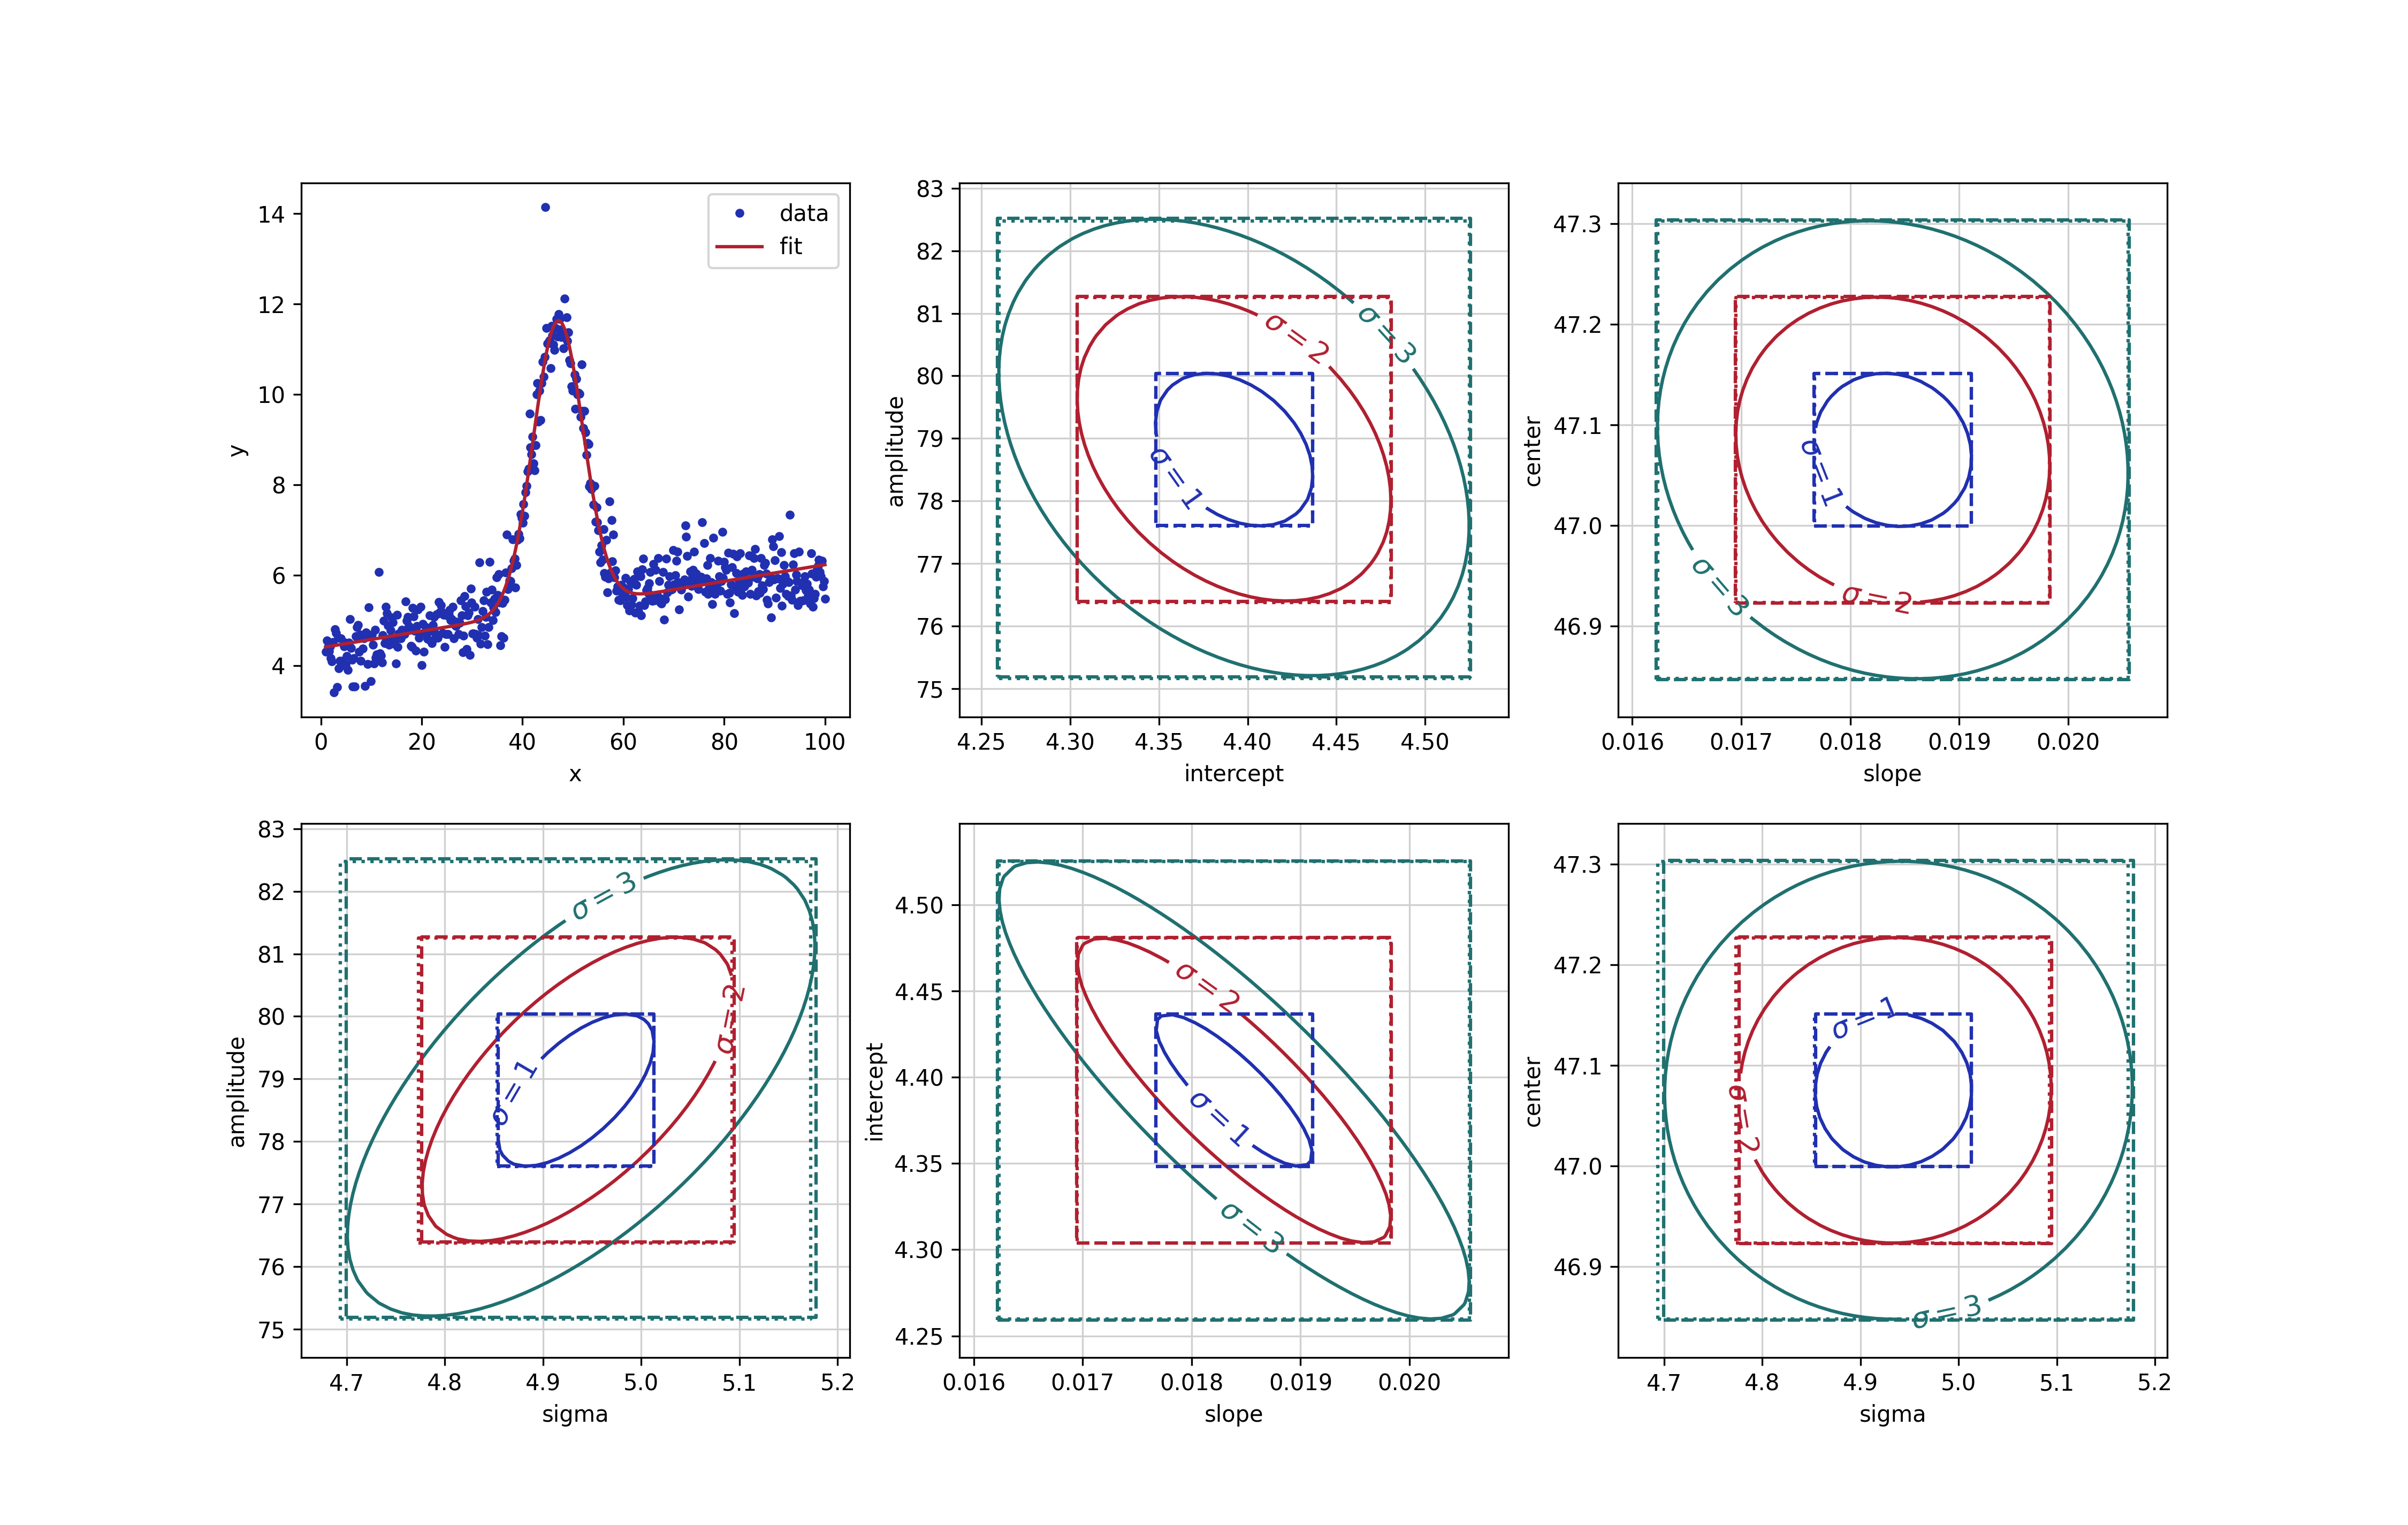 14
12
10
8
6
4
0 20 40 60 80 100
x
y
data
fit
83
82
81
80
79
78
77
76
75
4.25 4.30 4.35 4.40 4.45 4.50
intercept
amplitude
σ = 1
σ = 2
σ = 3
47.3
47.2
47.1
47.0
46.9
0.016 0.017 0.018 0.019 0.020
slope
center
σ = 1
σ = 2
σ = 3
83
82
81
80
79
78
77
76
75
4.7 4.8 4.9 5.0 5.1 5.2
sigma
amplitude
σ = 3
σ = 2
σ = 1
4.50
4.45
4.40
4.35
4.30
4.25
0.016 0.017 0.018 0.019 0.020
slope
intercept
σ = 2
σ = 1
σ = 3
47.3
47.2
47.1
47.0
46.9
4.7 4.8 4.9 5.0 5.1 5.2
sigma
center
σ = 1
σ = 2
σ = 3